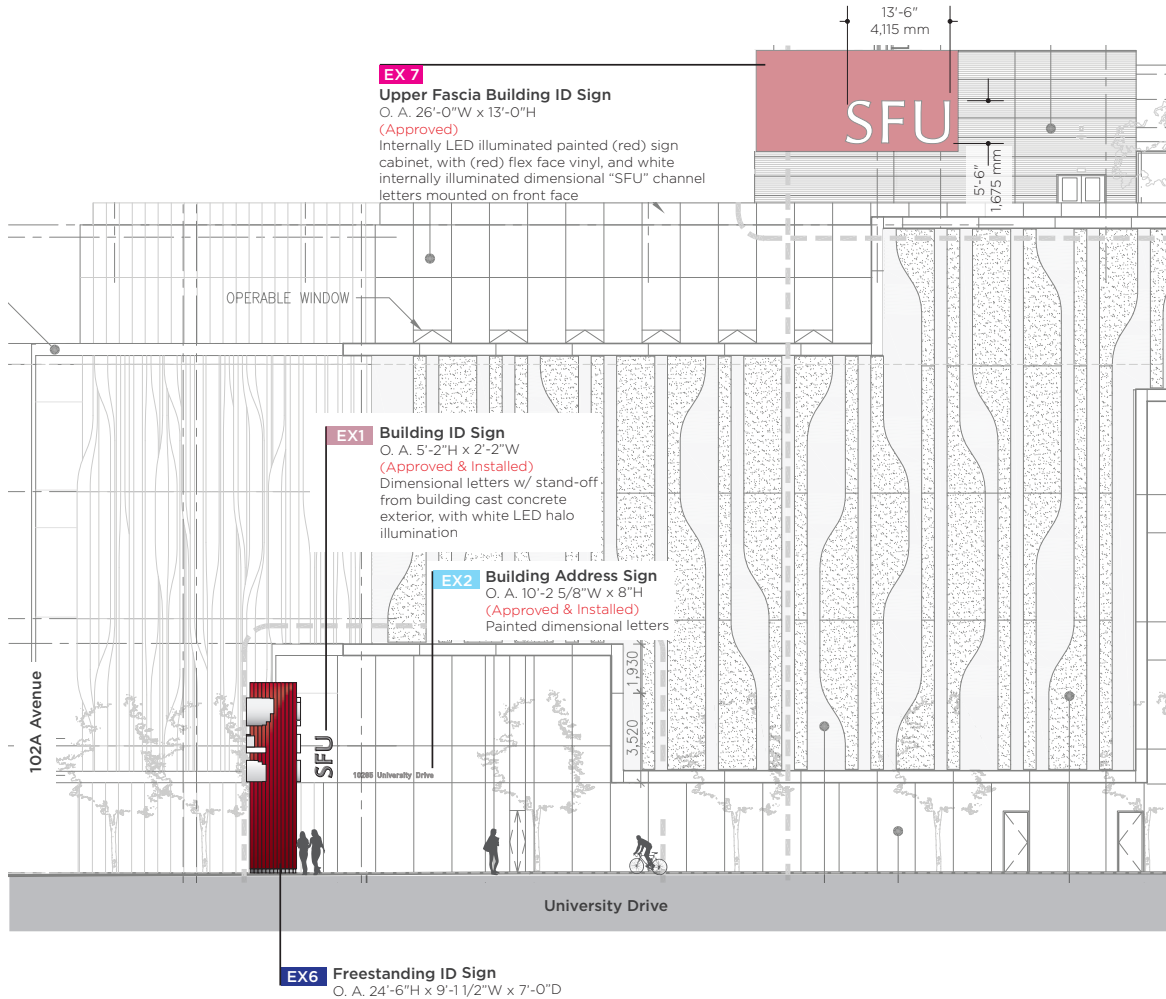 13'-6"
4,115 mm
EX 7
Upper Fascia Building ID Sign
O. A. 26'-0"W x 13'-0"H
(Approved)
Internally LED illuminated painted (red) sign
cabinet, with (red) flex face vinyl, and white
internally illuminated dimensional “SFU” channel
letters mounted on front face
SFU
5'-6"
1,675 mm
OPERABLE WINDOW
EX1
Building ID Sign
O. A. 5'-2"H x 2'-2"W
(Approved & Installed)
Dimensional letters w/ stand-off
from building cast concrete
exterior, with white LED halo
illumination
EX2
Building Address Sign
O. A. 10'-2 5/8"W x 8"H
(Approved & Installed)
Painted dimensional letters
1,930
3,520
102A Avenue
SFU
10285 University Drive
University Drive
EX6
Freestanding ID Sign
O. A. 24'-6"H x 9'-1 1/2"W x 7'-0"D